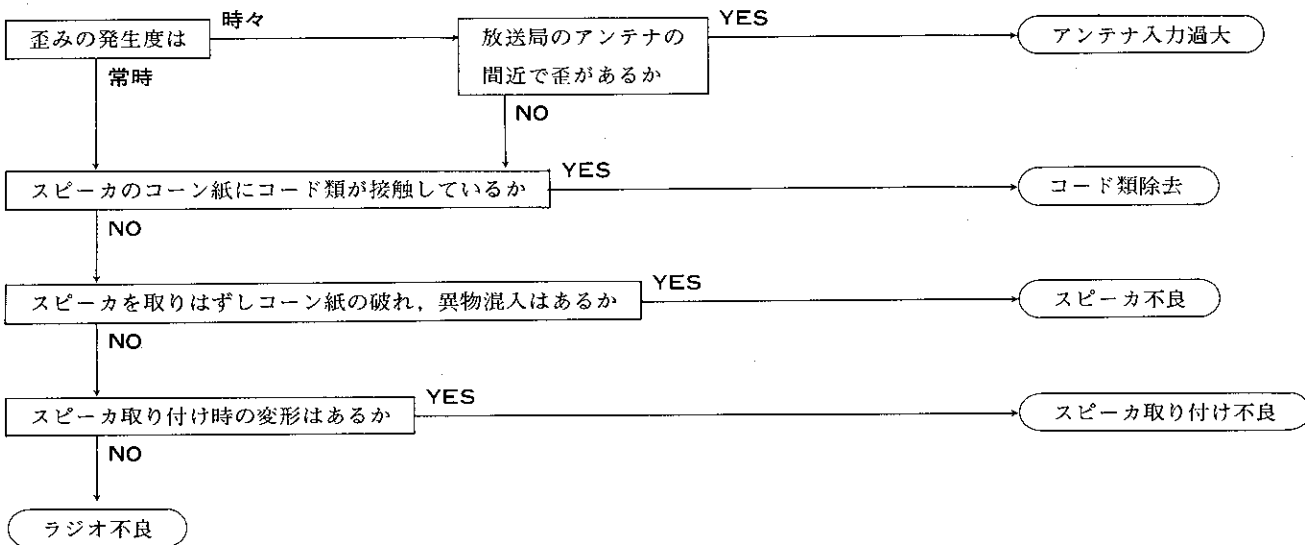 歪みの発生度は
時々
放送局のアンテナの
間近で歪があるか
YES
アンテナ入力過大
常時
NO
スピーカのコーン紙にコード類が接触しているか
YES
コード類除去
NO
スピーカを取りはずしコーン紙の破れ,異物混入はあるか
YES
スピーカ不良
NO
スピーカ取り付け時の変形はあるか
YES
スピーカ取り付け不良
NO
ラジオ不良